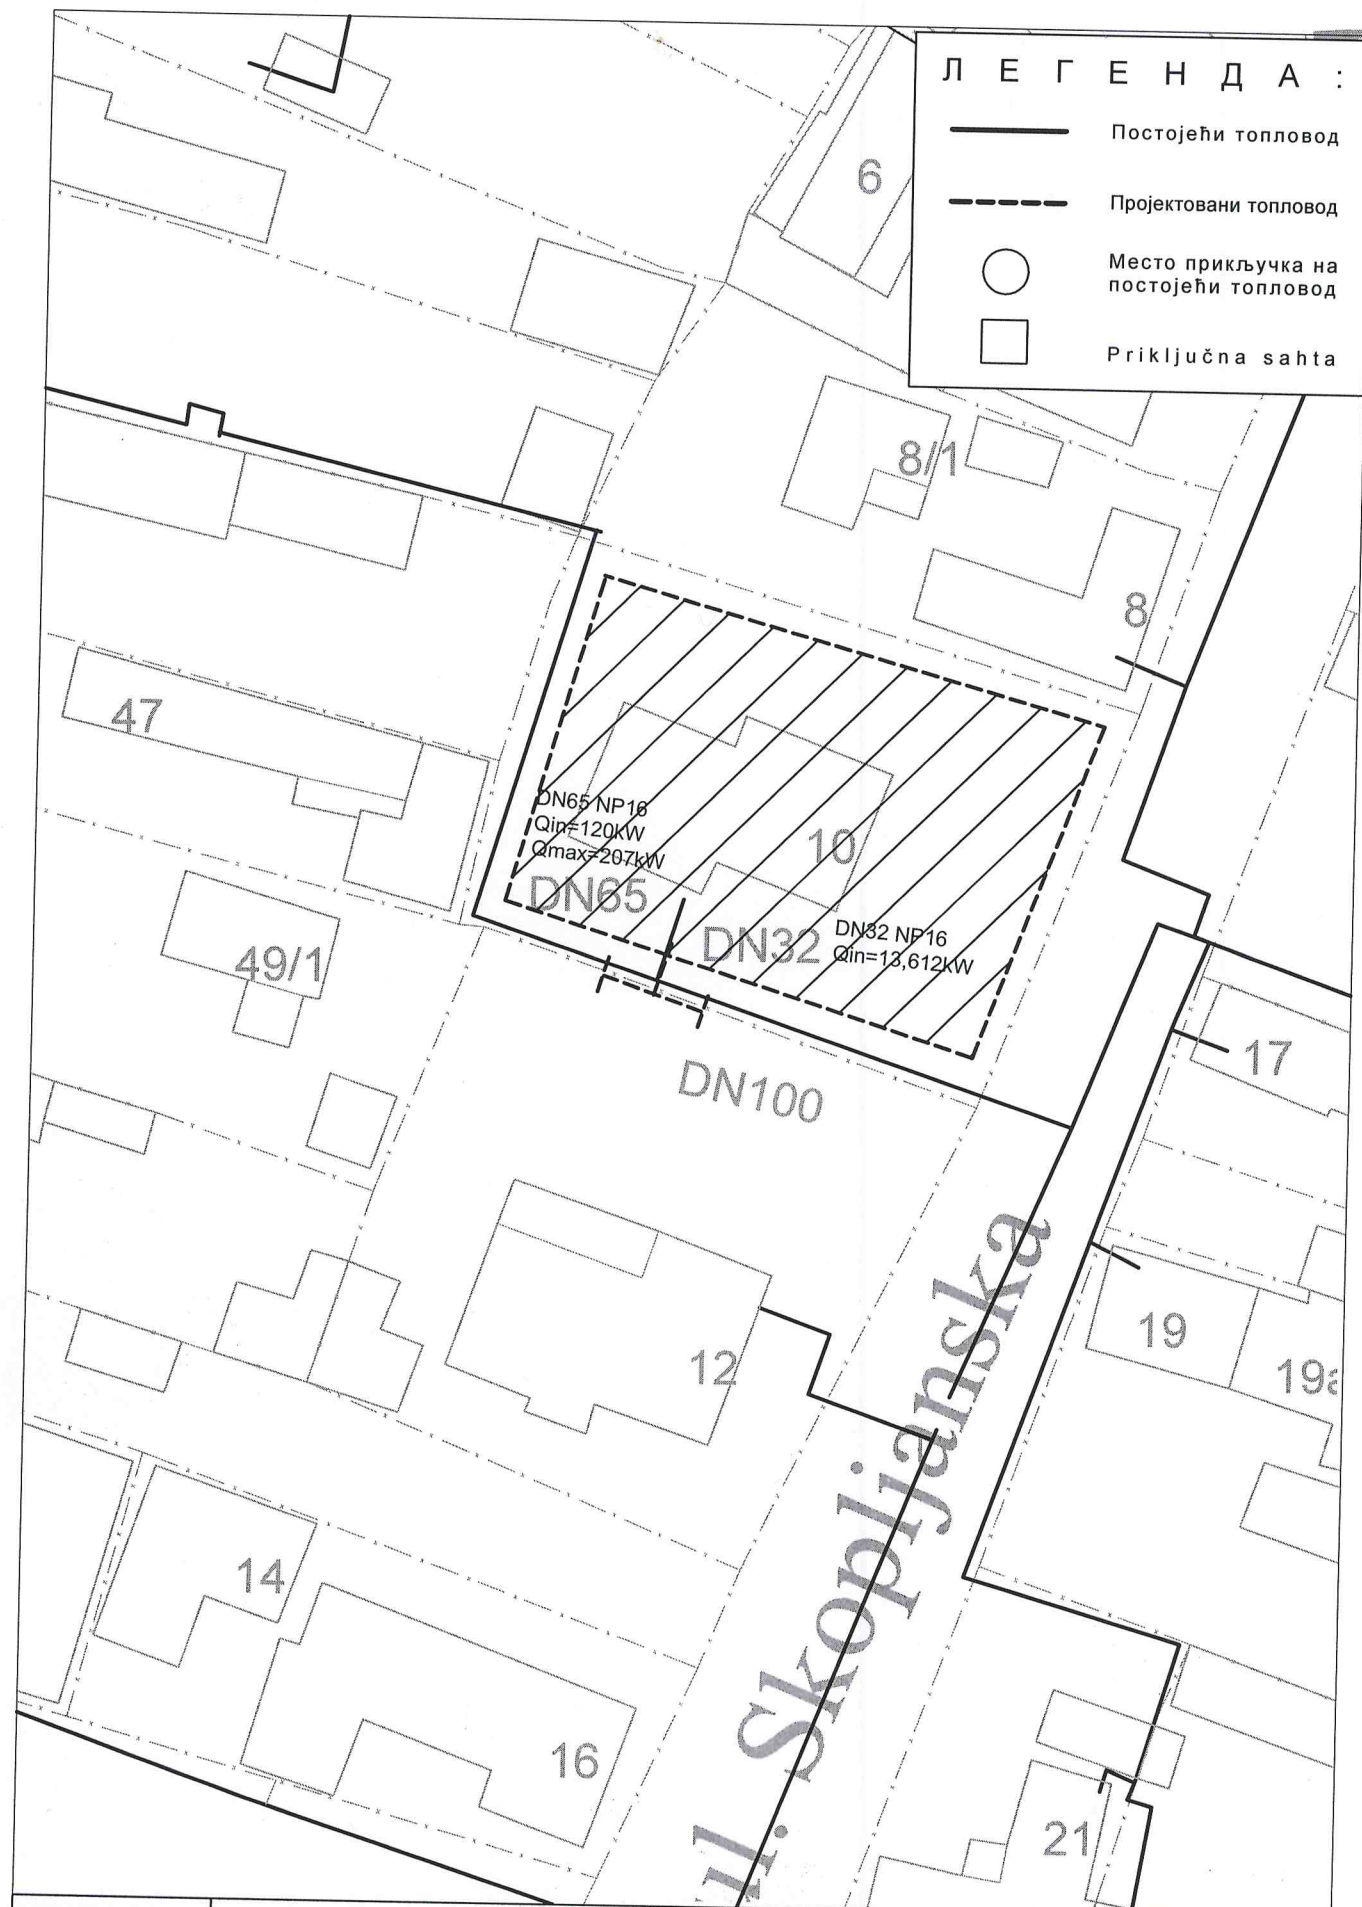 Л Е Г Е Н Д А :
Постојећи топловод
Пројектовани топловод
Место прикључка на
постојећи топловод
Priključna sahta
6
8/1
8
47
DN65 NP16
Qin=120kW
Qmax=207kW
10
DN65
DN32
DN32 NP16
Qin=13,612kW
49/1
17
DN100
19
19a
12
ul. Skopljanska
14
16
21